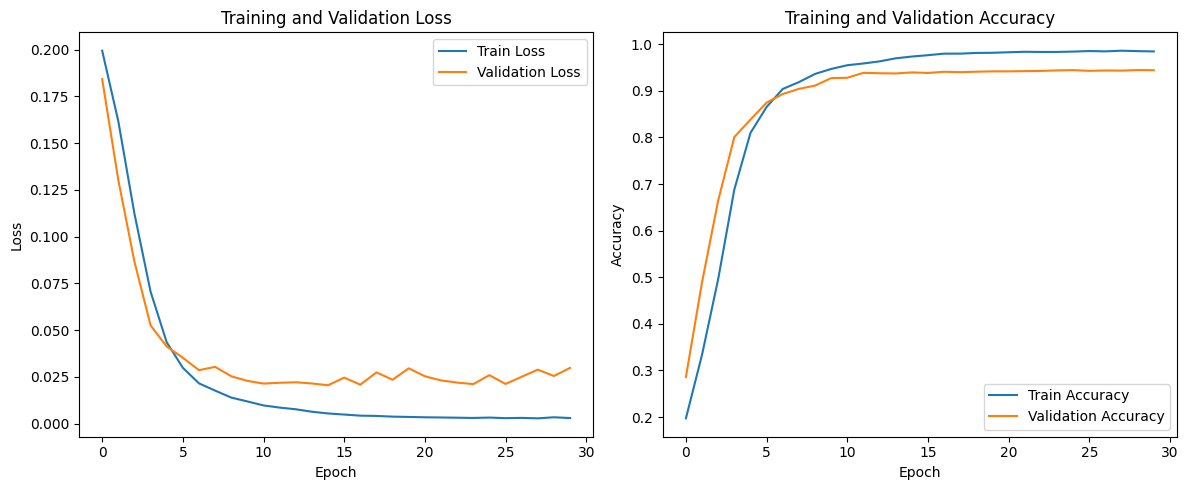 Training and Validation Loss
Train Loss
Validation Loss
0.200
0.175
0.150
0.125
0.100
0.075
0.050
0.025
0.000
Loss
0 5 10 15 20 25 30
Epoch
Training and Validation Accuracy
1.0
0.9
0.8
0.7
0.6
0.5
0.4
0.3
0.2
Accuracy
Train Accuracy
Validation Accuracy
0 5 10 15 20 25 30
Epoch